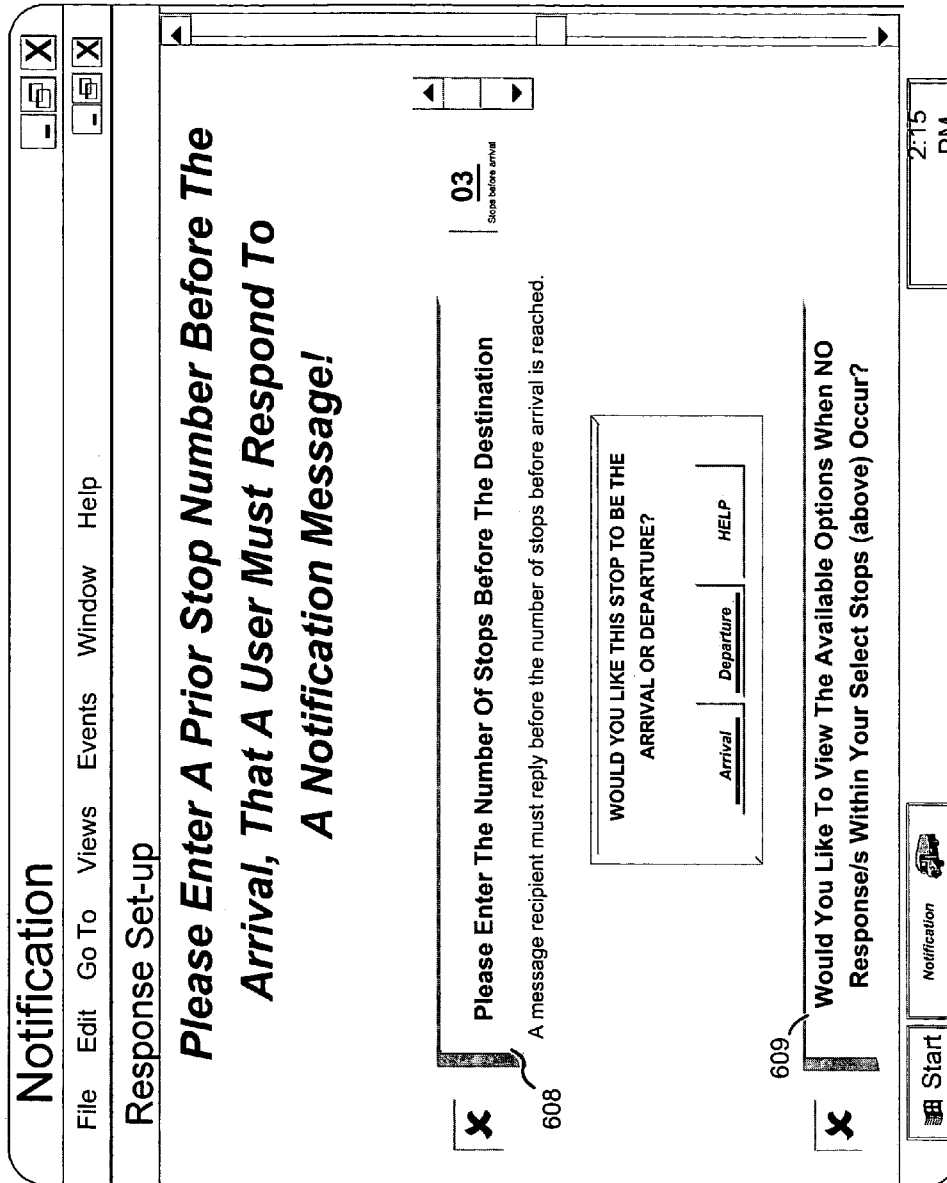 Notification
File Edit Go To Views Events Window Help
Response Set-up
Please Enter A Prior Stop Number Before The
Arrival, That A User Must Respond To
A Notification Message!
Please Enter The Number Of Stops Before The Destination
03
Stops before arrival
A message recipient must reply before the number of stops before arrival is reached.
608
WOULD YOU LIKE THIS STOP TO BE THE
ARRIVAL OR DEPARTURE?
Arrival Departure HELP
609
Would You Like To View The Available Options When NO
Response/s Within Your Select Stops (above) Occur?
Start
Notification
2:15
PM